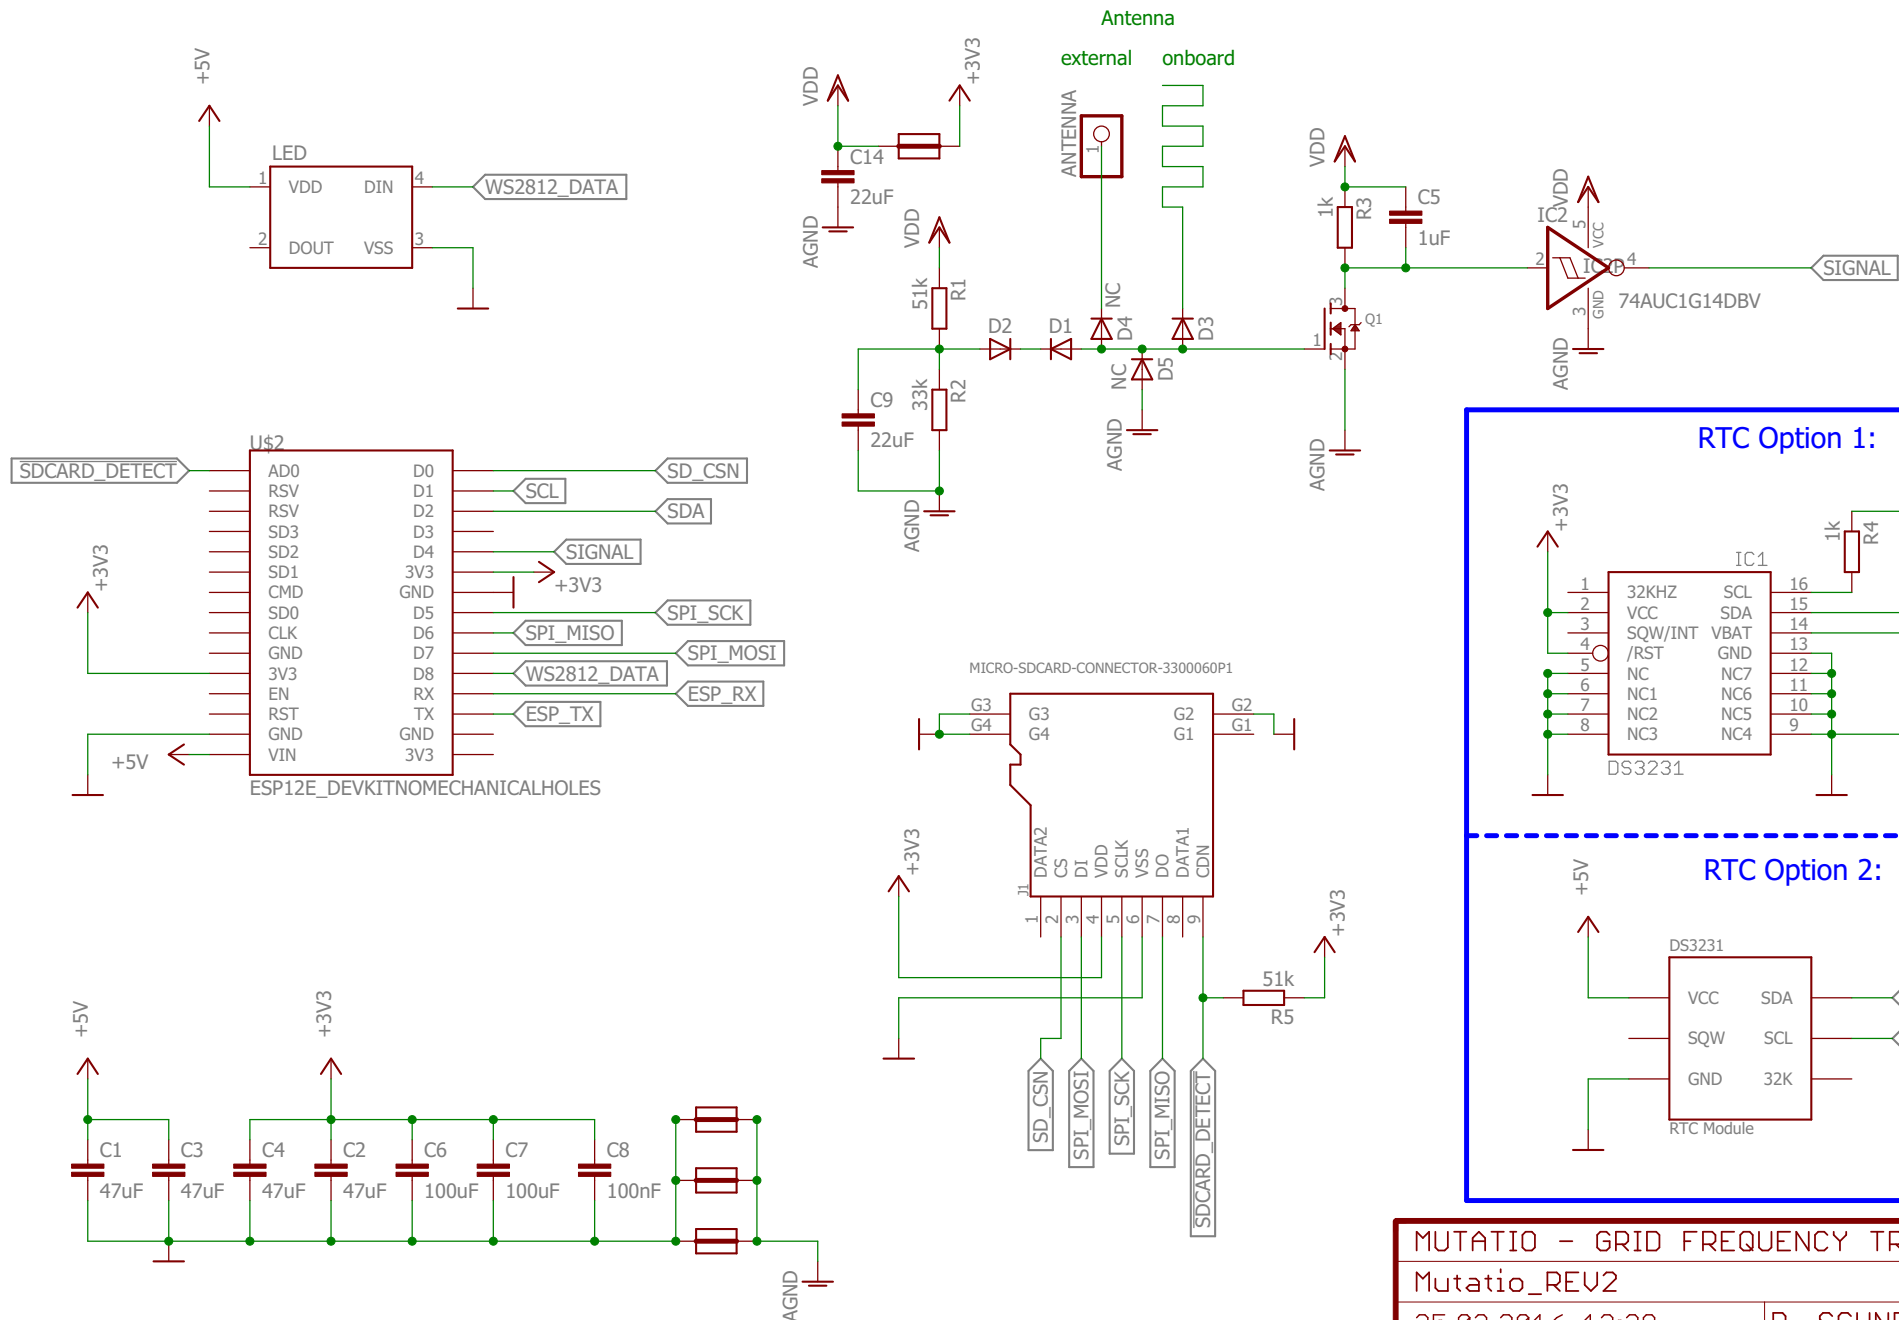 Antenna
external onboard
+5V
LED
1 VDD DIN 4
WS2812_DATA
2 DOUT VSS 3
VDD
+3V3
C14
22uF
AGND
ANTENNA
1
VDD
51k
R1
33k
R2
C9
22uF
AGND
D2
D1
NC
D4
D3
NC
D5
AGND
VDD
1k
R3
C5
1uF
1
3
2
Q1
AGND
VDD
IC2
5
VCC
2
IC2P
4
3
GND
74AUC1G14DBV
AGND
SIGNAL
U$2
SDCARD_DETECT
AD0 D0
SD_CSN
RSV D1
SCL
RSV D2
SDA
SD3 D3
SD2 D4
SIGNAL
SD1 3V3
+3V3
CMD GND
SD0 D5
SPI_SCK
CLK D6
SPI_MISO
GND D7
SPI_MOSI
3V3 D8
WS2812_DATA
EN RX
ESP_RX
RST TX
ESP_TX
GND GND
VIN 3V3
+3V3
+5V
ESP12E_DEVKITNOMECHANICALHOLES
MICRO-SDCARD-CONNECTOR-3300060P1
G3 G3 G2 G2
G4 G4 G1 G1
DATA2
CS
DI
VDD
SCLK
VSS
DO
DATA1
CDN
J1
1
2
3
4
5
6
7
8
9
+3V3
+3V3
51k
R5
SD_CSN
SPI_MOSI
SPI_SCK
SPI_MISO
SDCARD_DETECT
+5V
+3V3
C1
47uF
C3
47uF
C4
47uF
C2
47uF
C6
100uF
C7
100uF
C8
100nF
AGND
RTC Option 1:
+3V3
1k
R4
IC1
1 32KHZ SCL 16
2 VCC SDA 15
3 SQW/INT VBAT 14
4 /RST GND 13
5 NC NC7 12
6 NC1 NC6 11
7 NC2 NC5 10
8 NC3 NC4 9
DS3231
RTC Option 2:
+5V
DS3231
VCC SDA
SQW SCL
GND 32K
RTC Module
MUTATIO - GRID FREQUENCY TR
Mutatio_REV2